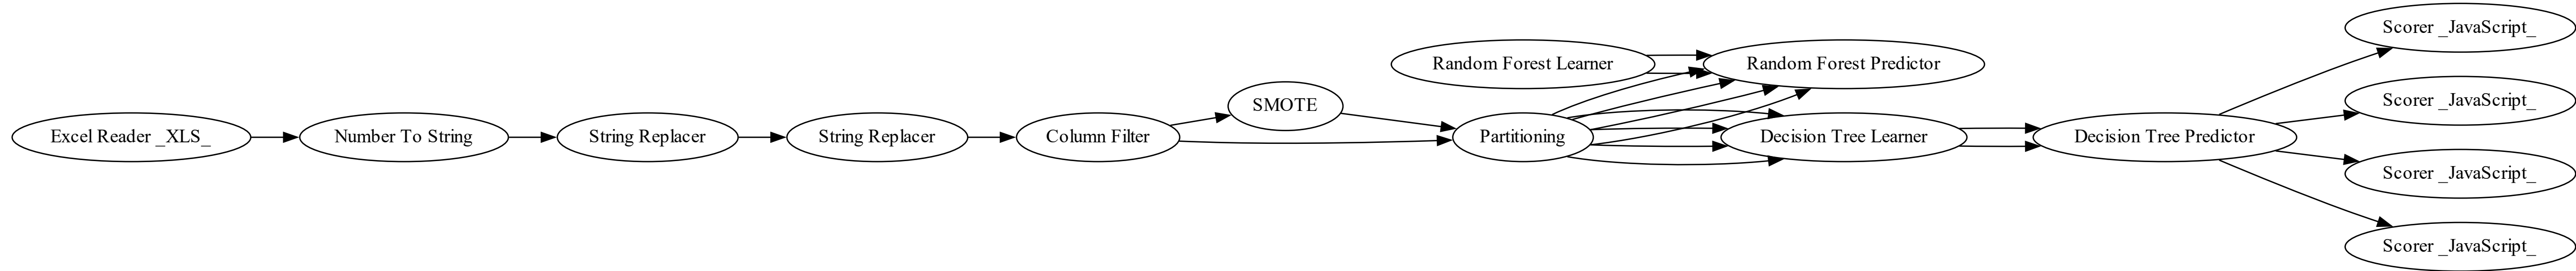 Excel Reader _XLS_
Number To String
String Replacer
String Replacer
Column Filter
SMOTE
Partitioning
Random Forest Learner
Random Forest Predictor
Decision Tree Learner
Decision Tree Predictor
Scorer _JavaScript_
Scorer _JavaScript_
Scorer _JavaScript_
Scorer _JavaScript_